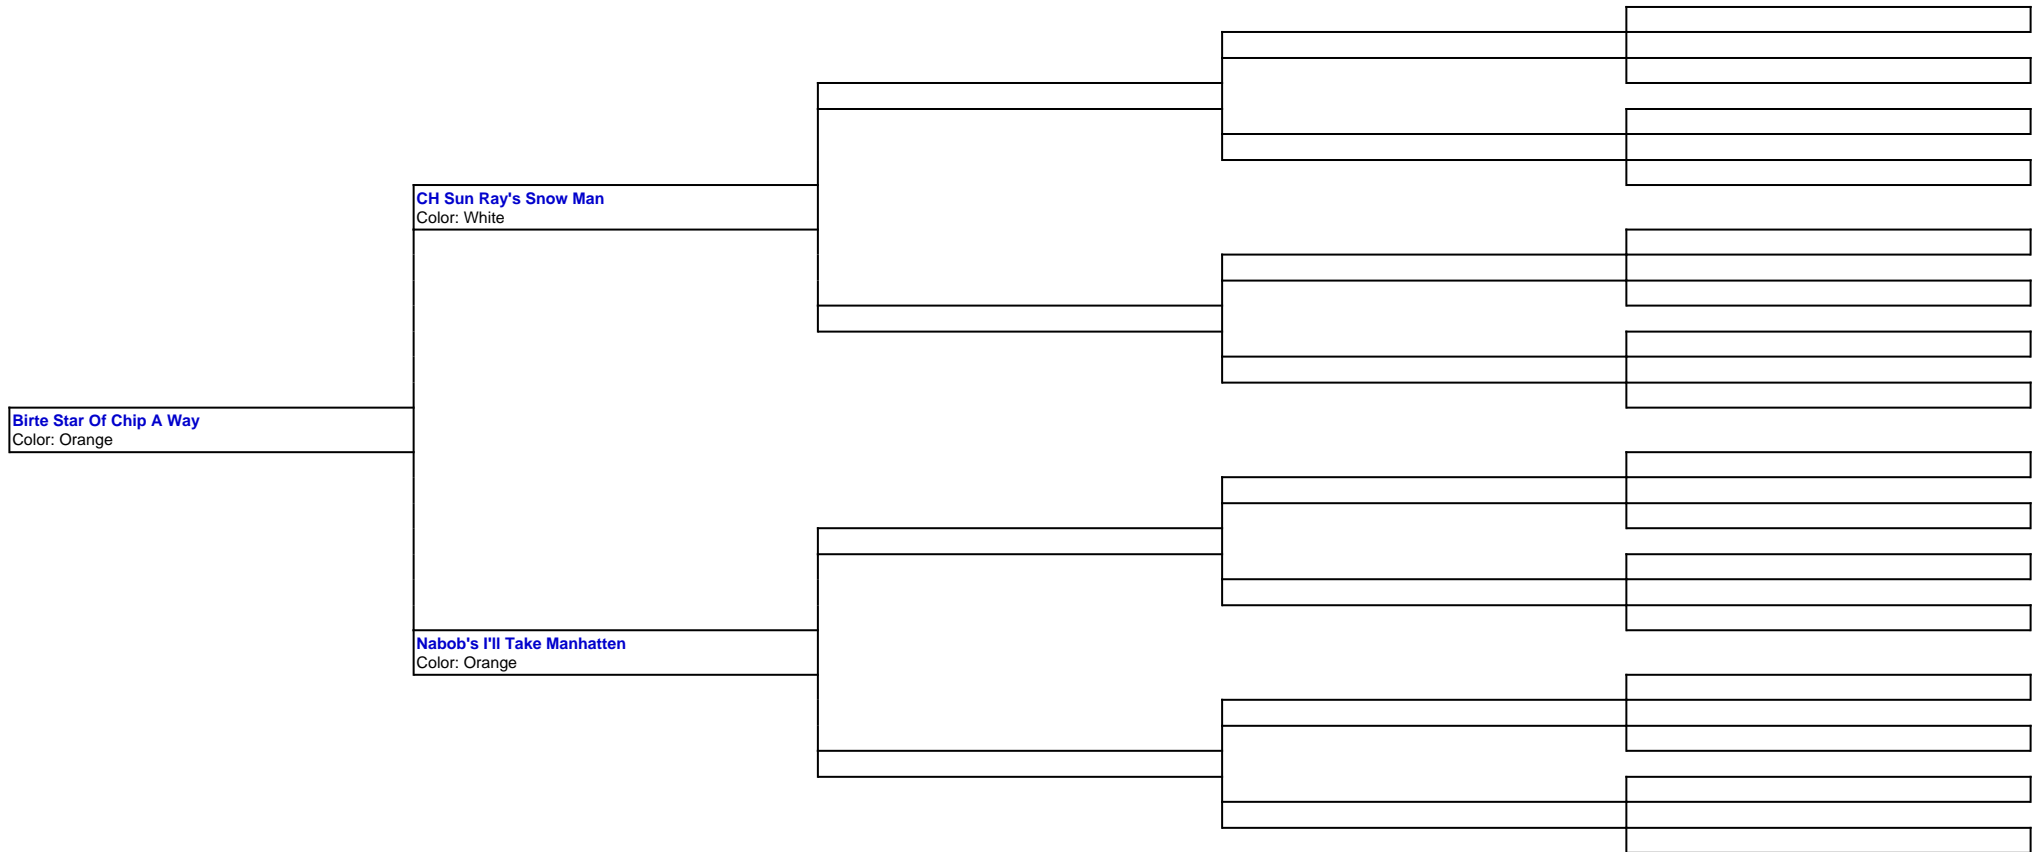 CH Sun Ray's Snow Man
Color: White
Birte Star Of Chip A Way
Color: Orange
Nabob's I'll Take Manhatten
Color: Orange